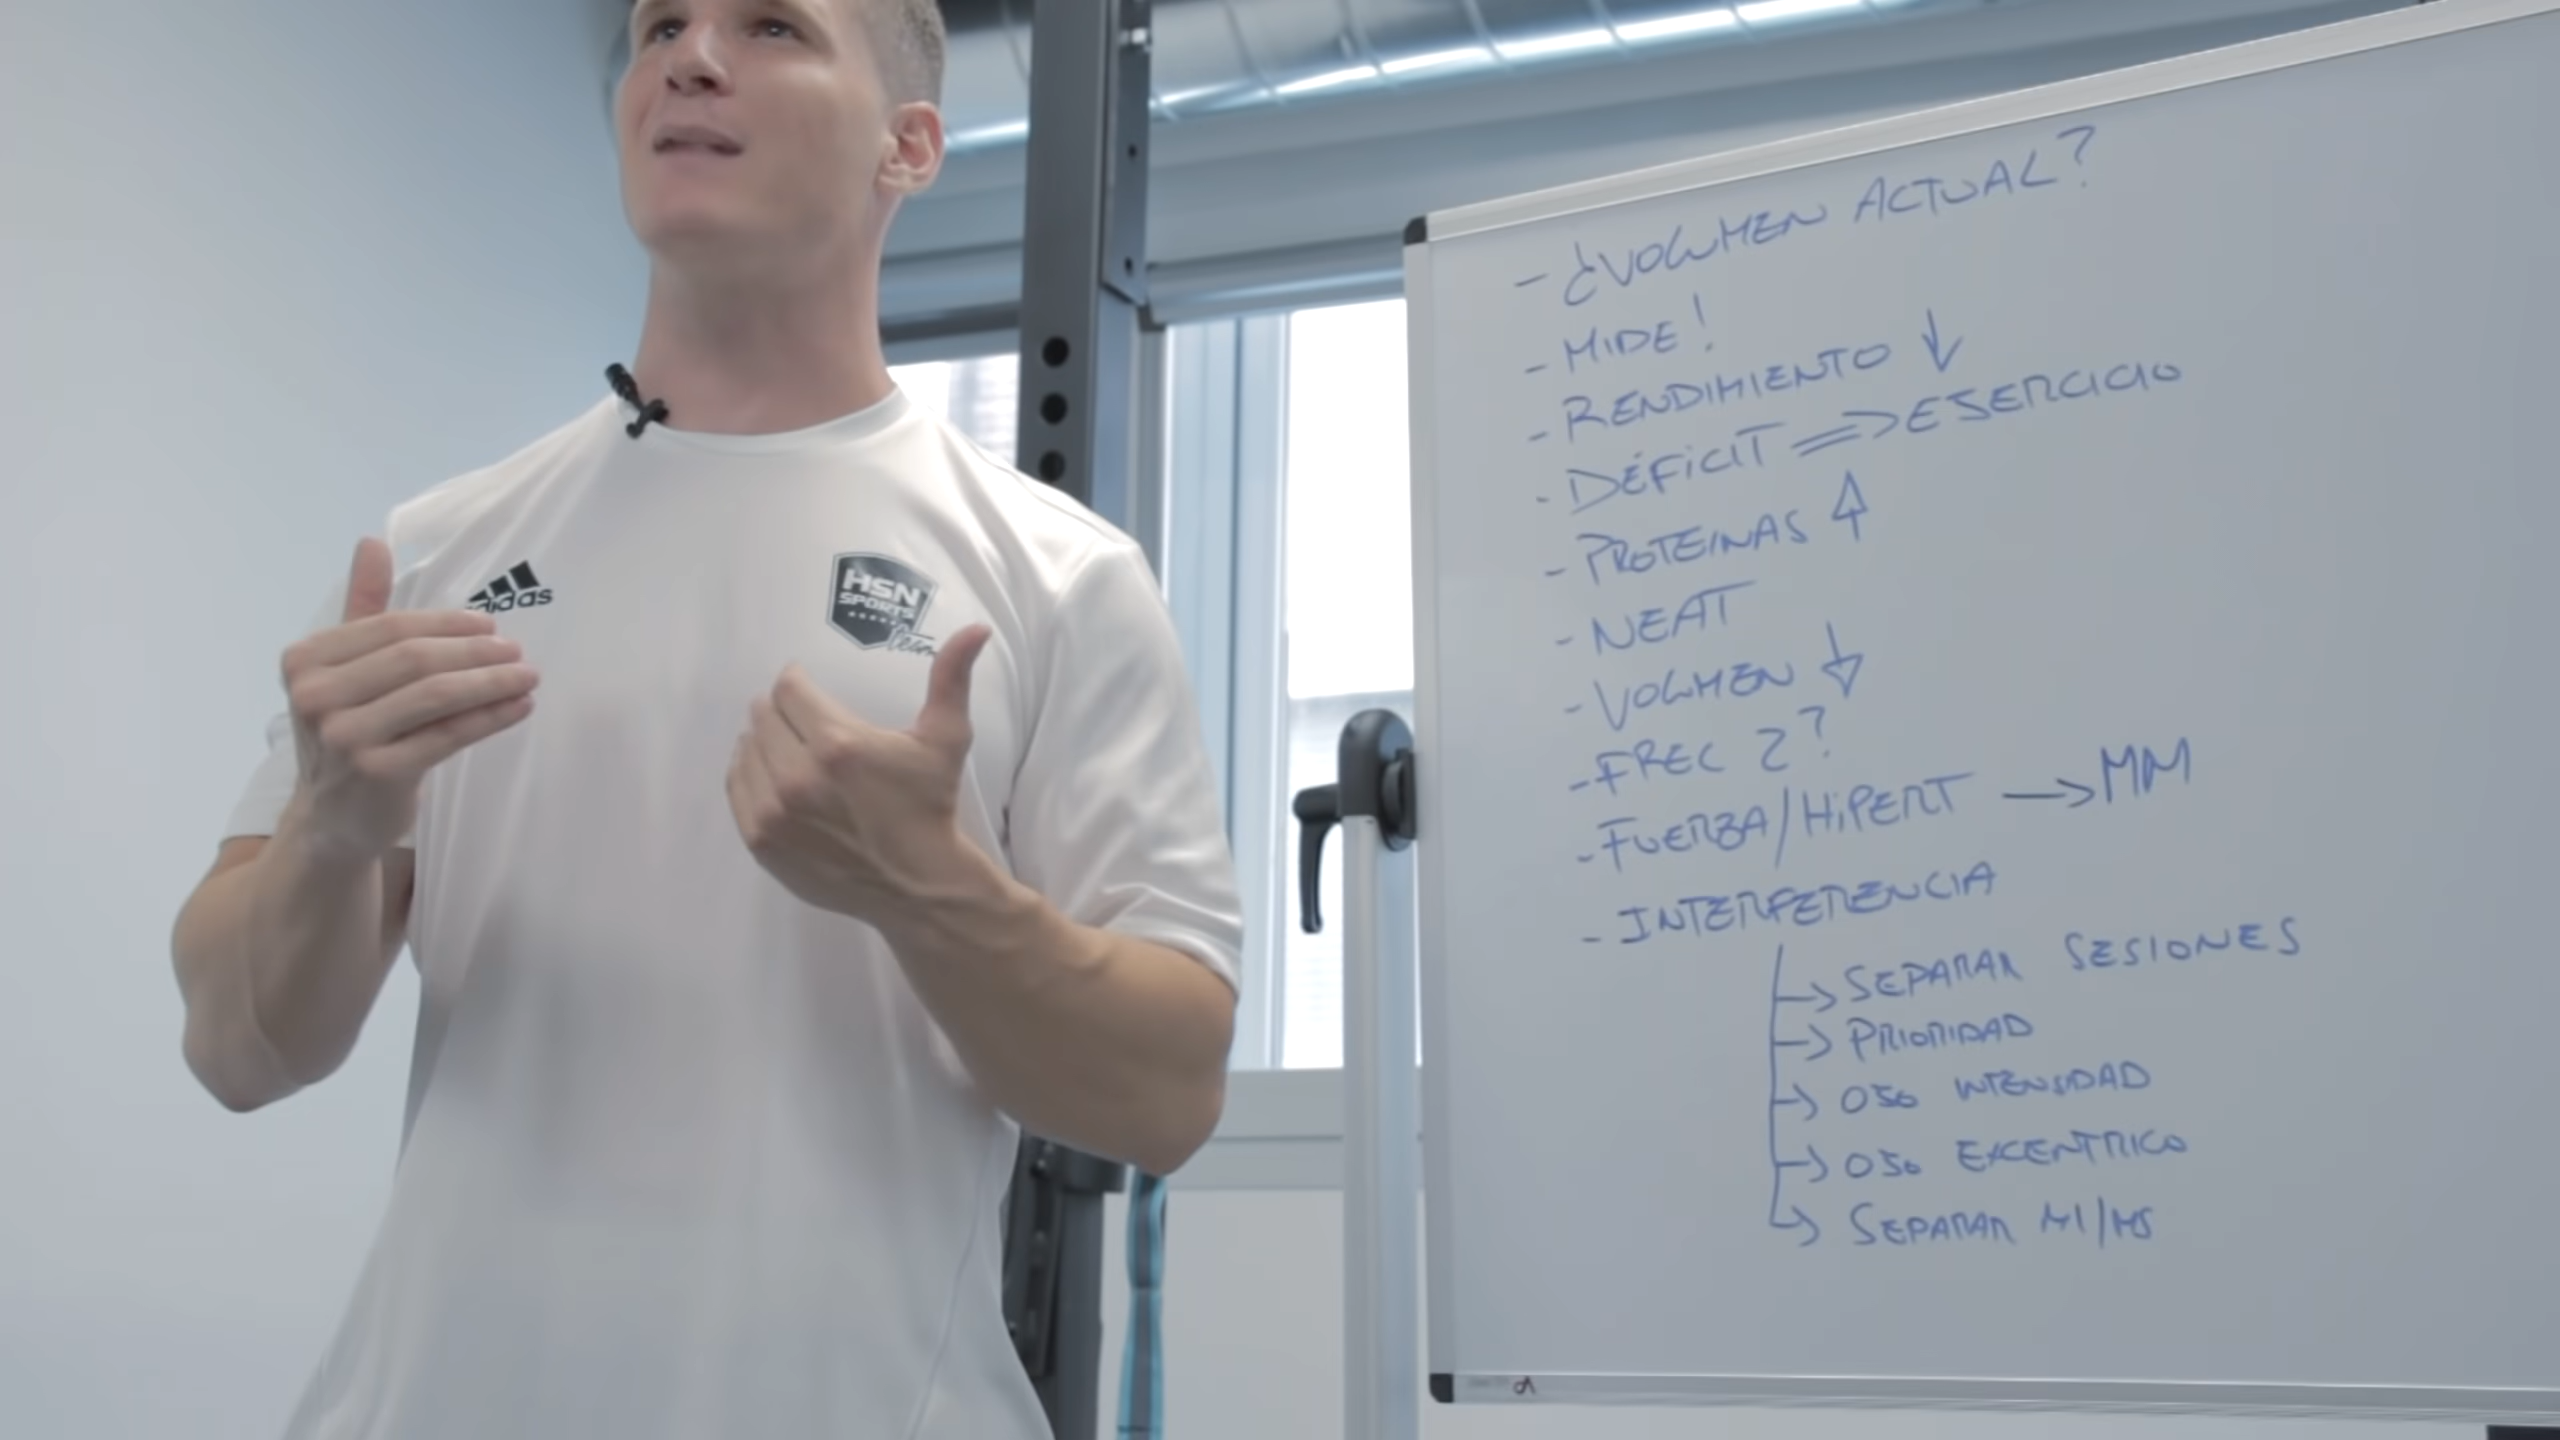 adidas
HSN
SPORTS
team
- ¿VOLUMEN ACTUAL?
- MIDE!
- RENDIMIENTO ↓
- DÉFICIT => EJERCICIO
- PROTEINAS ↑
- NEAT
- VOLUMEN ↓
- FREC 2?
- FUERZA/HIPERT → MM
- INTERFERENCIA
→ SEPARAR SESIONES
→ PRIORIDAD
→ OJO INTENSIDAD
→ OJO EXCENTRICO
→ SEPARAR MI/MS